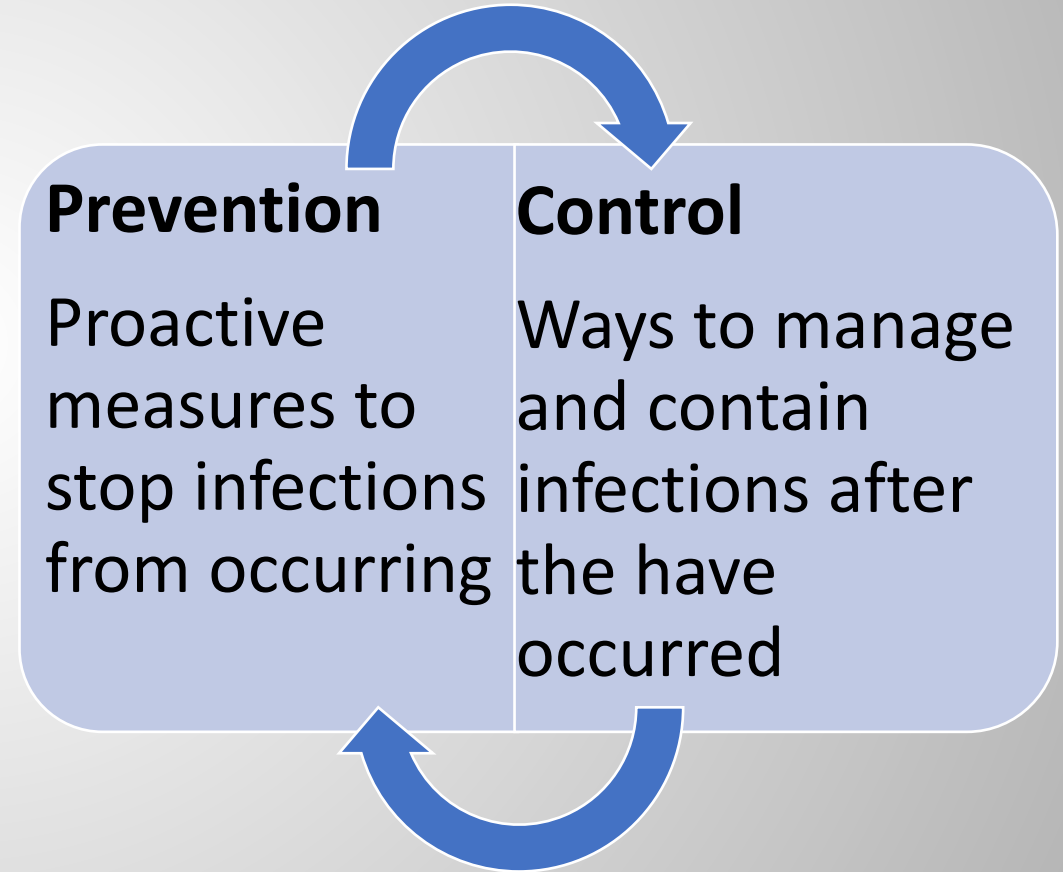 Prevention
Proactive
measures to
stop infections
from occurring
Control
Ways to manage
and contain
infections after
the have
occurred